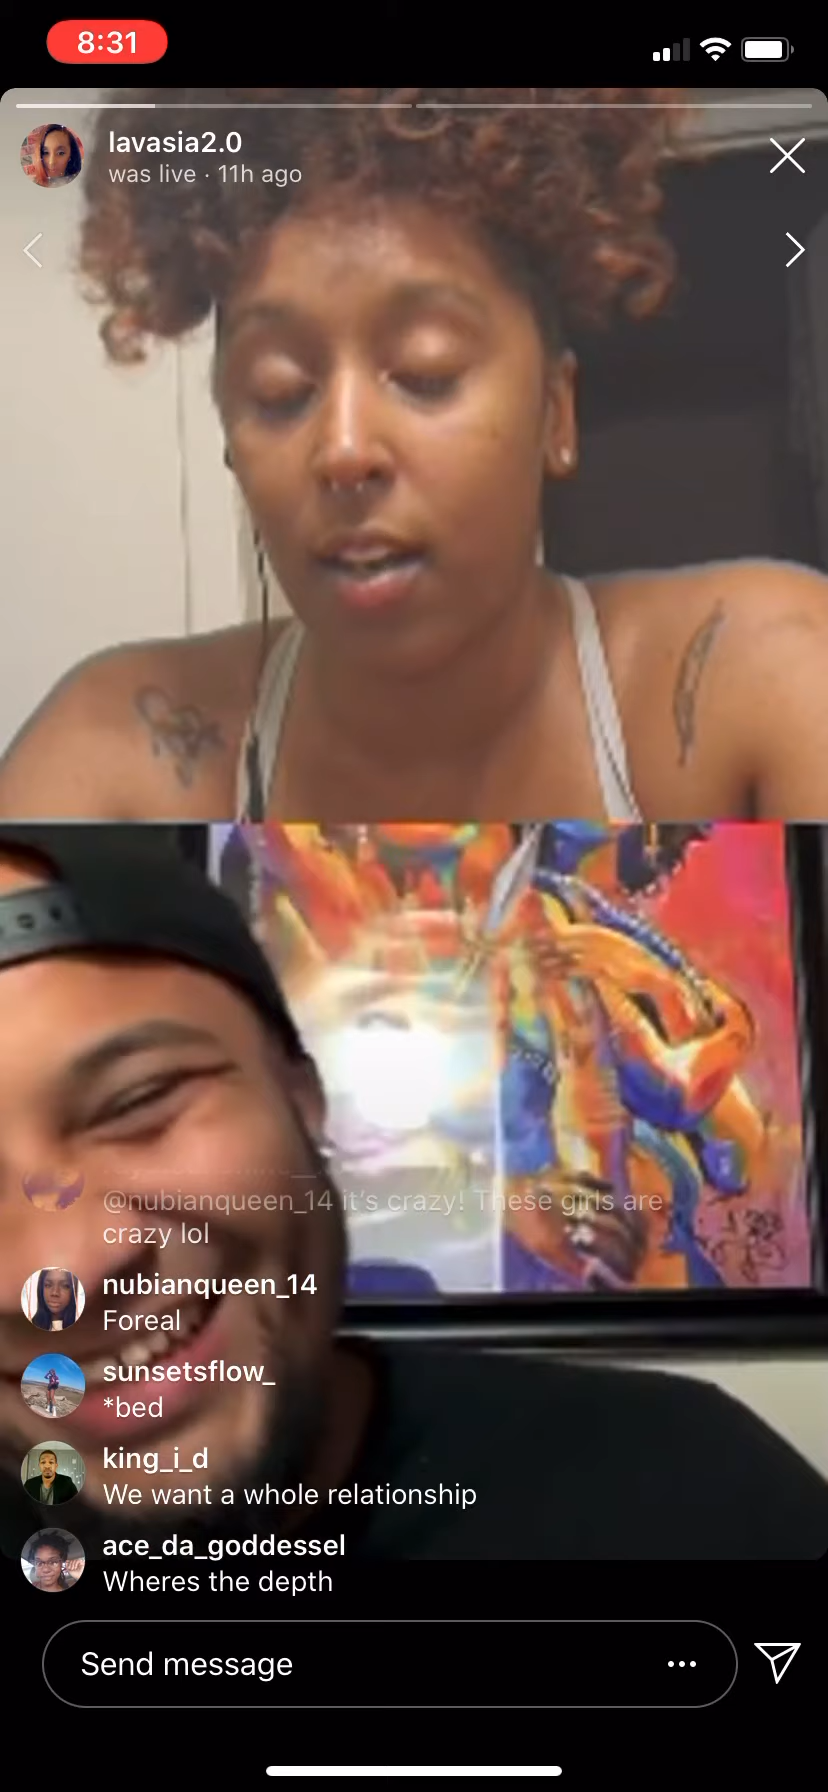 8:31
lavasia2.0
was live · 11h ago
@nubianqueen_14 it's crazy! These girls are
crazy lol
nubianqueen_14
Foreal
sunsetsflow_
*bed
king_i_d
We want a whole relationship
ace_da_goddessel
Wheres the depth
Send message